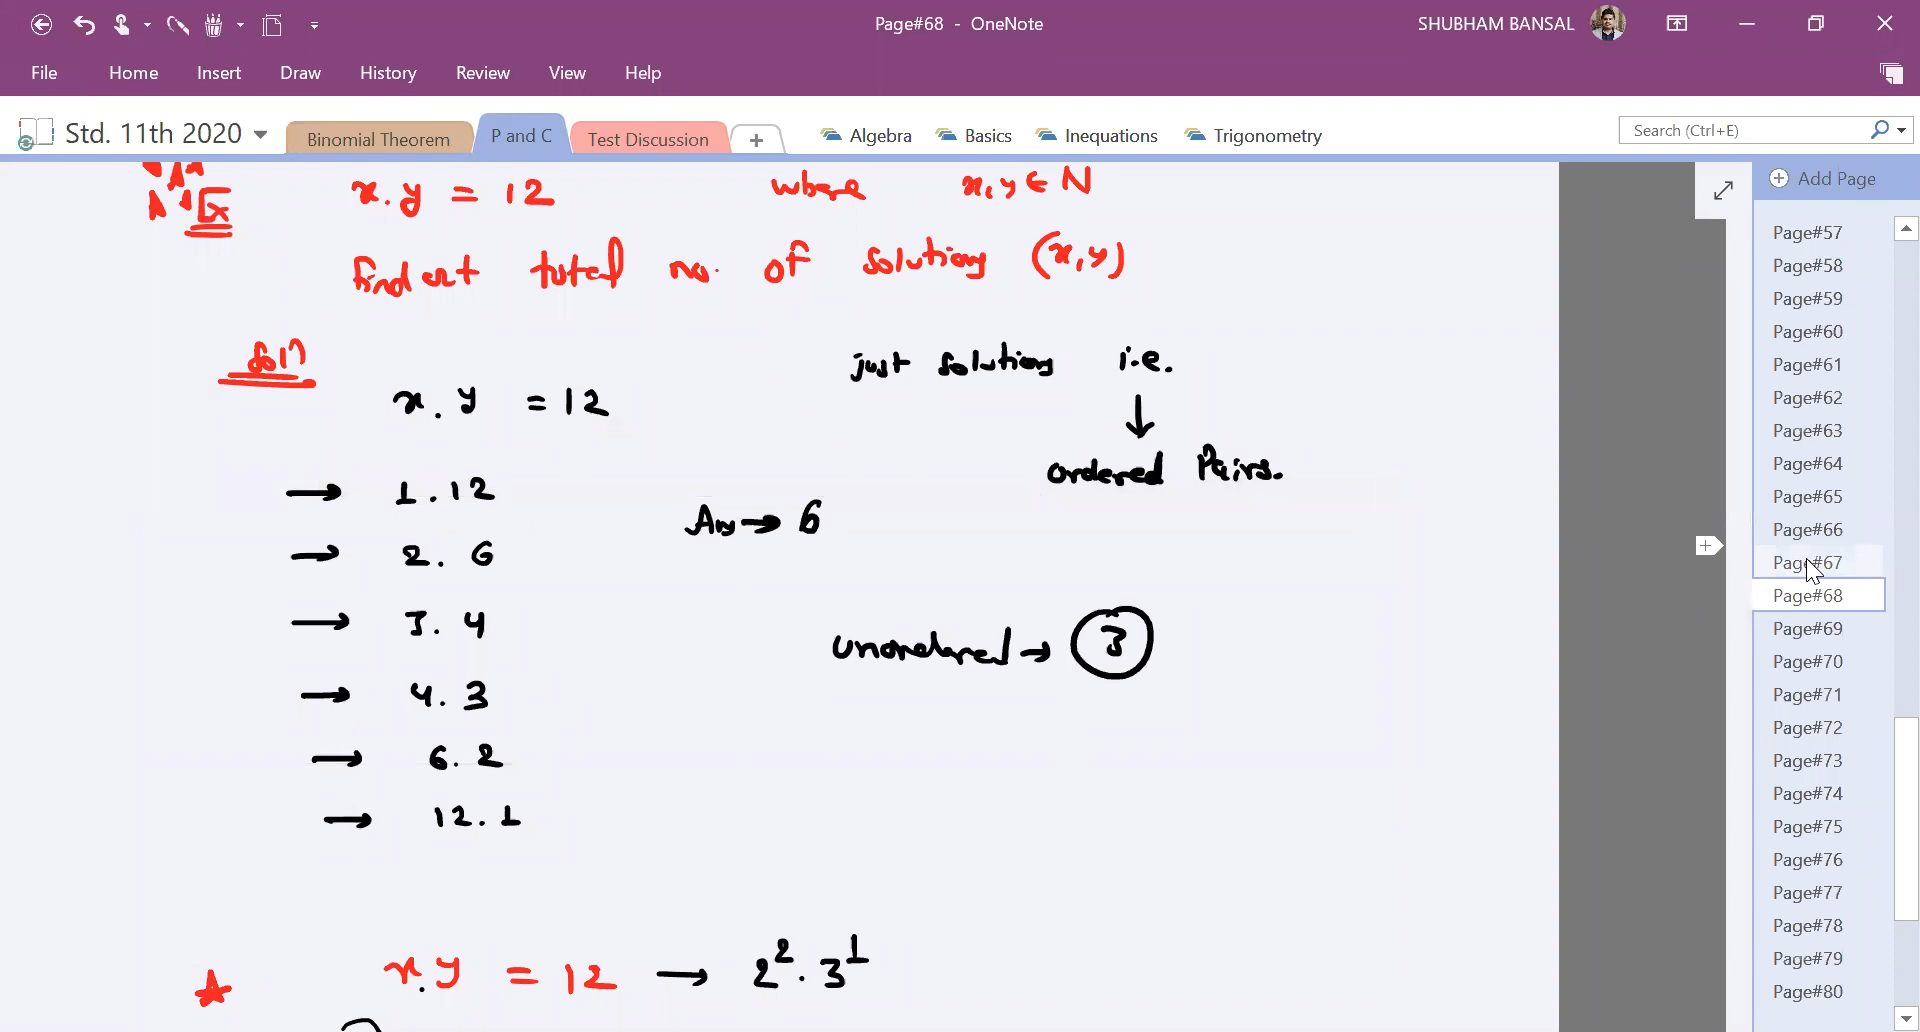 Page#68 - OneNote
SHUBHAM BANSAL
File Home Insert Draw History Review View Help
Std. 11th 2020
Binomial Theorem
P and C
Test Discussion
Algebra
Basics
Inequations
Trigonometry
Search (Ctrl+E)
Add Page
Ex
x.y = 12 where x,y ∈ N
find out total no. of solutions (x,y)
Soln
just solutions i.e.
x.y = 12
↓
ordered Pairs.
→ 1.12
Ans → 6
→ 2.6
→ 3.4
unordered → 3
→ 4.3
→ 6.2
→ 12.1
x.y = 12 → 2² . 3¹
Page#57
Page#58
Page#59
Page#60
Page#61
Page#62
Page#63
Page#64
Page#65
Page#66
Page#67
Page#68
Page#69
Page#70
Page#71
Page#72
Page#73
Page#74
Page#75
Page#76
Page#77
Page#78
Page#79
Page#80